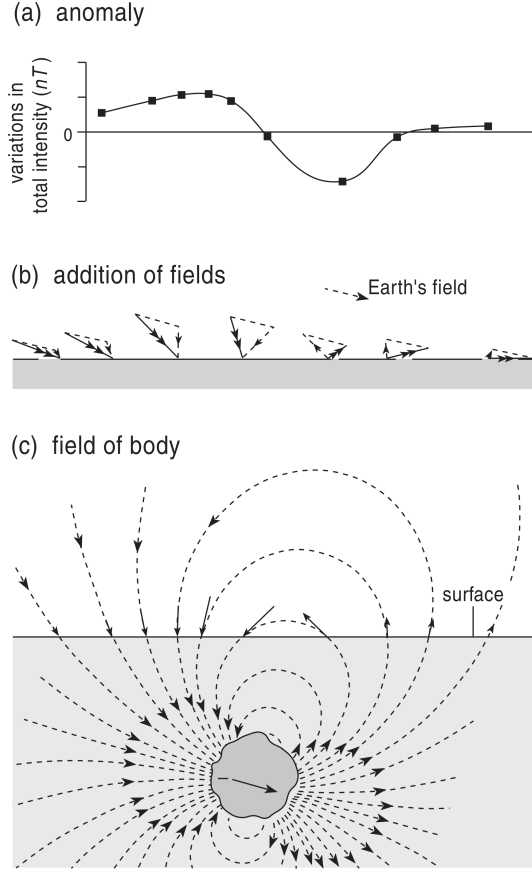 (a) anomaly
variations in
total intensity (nT)
0
(b) addition of fields
Earth's field
(c) field of body
surface